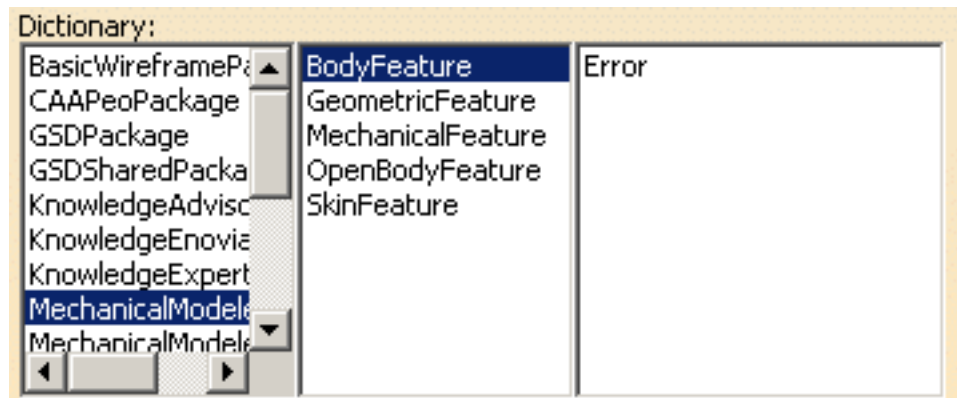 Dictionary:
BasicWireframePa
CAAPeoPackage
GSDPackage
GSDSharedPacka
KnowledgeAdvisc
KnowledgeEnovia
KnowledgeExpert
MechanicalModele
MechanicalModele
BodyFeature
GeometricFeature
MechanicalFeature
OpenBodyFeature
SkinFeature
Error